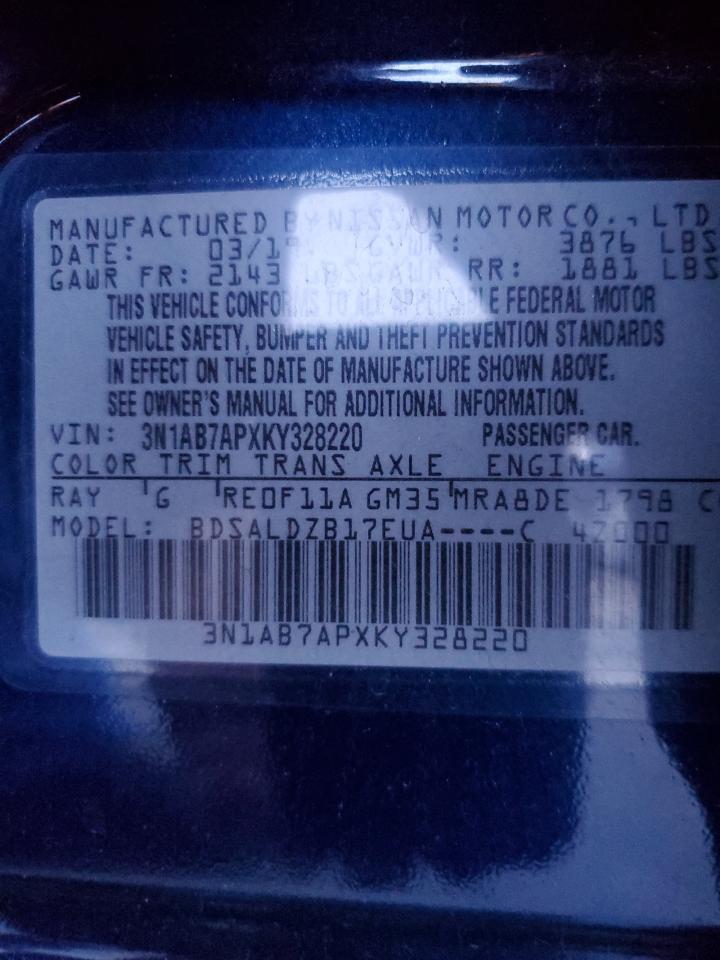 MANUFACTURED BY NISSAN MOTOR CO., LTD
DATE: 03/19 GVWR: 3876 LBS
GAWR FR: 2143 LBS GAWR RR: 1881 LBS
THIS VEHICLE CONFORMS TO ALL APPLICABLE FEDERAL MOTOR
VEHICLE SAFETY, BUMPER AND THEFT PREVENTION STANDARDS
IN EFFECT ON THE DATE OF MANUFACTURE SHOWN ABOVE.
SEE OWNER'S MANUAL FOR ADDITIONAL INFORMATION.
VIN: 3N1AB7APXKY328220 PASSENGER CAR.
COLOR TRIM TRANS AXLE ENGINE
RAY G RE0F11A GM35 MRA8DE 1798 C
MODEL: BDSALDZB17EUA----C 42000
3N1AB7APXKY328220